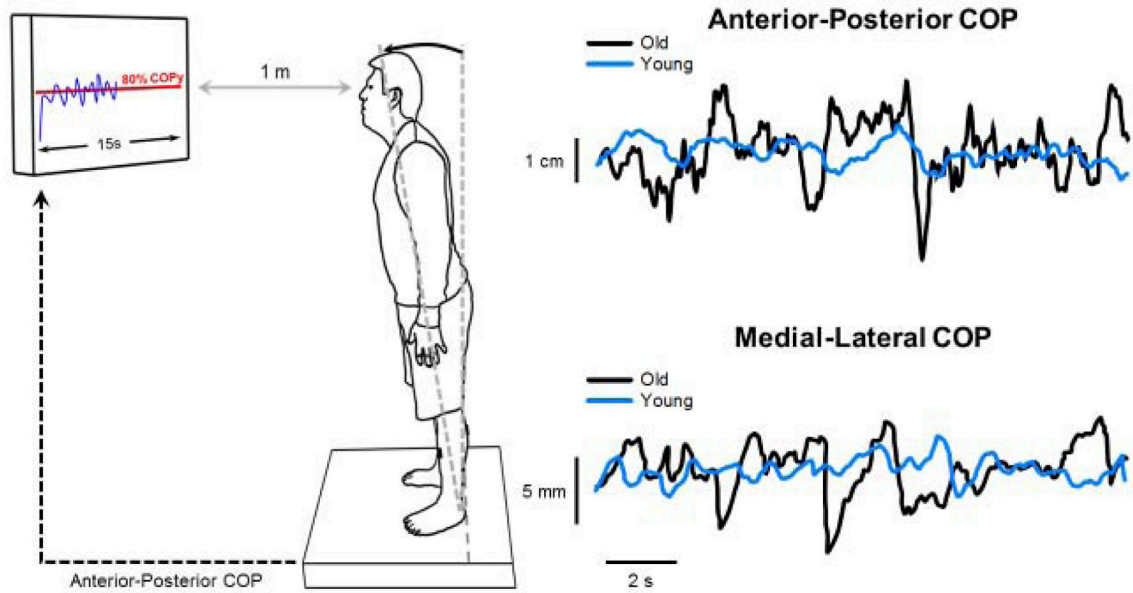 80% COPy
15s
1 m
Anterior-Posterior COP
Anterior-Posterior COP
Old
Young
1 cm
Medial-Lateral COP
Old
Young
5 mm
2 s